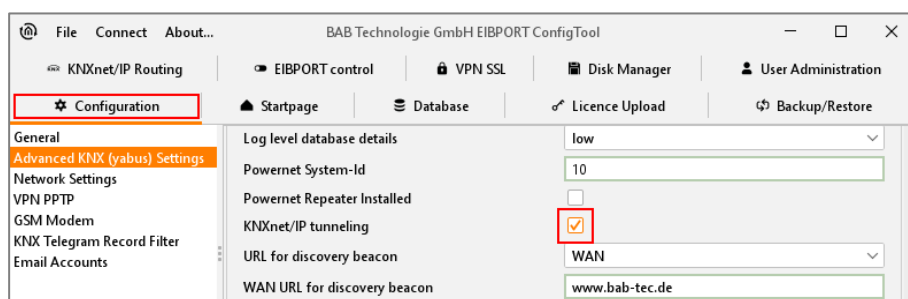 File Connect About... BAB Technologie GmbH EIBPORT ConfigTool
KNXnet/IP Routing EIBPORT control VPN SSL Disk Manager User Administration
Configuration Startpage Database Licence Upload Backup/Restore
General
Advanced KNX (yabus) Settings
Network Settings
VPN PPTP
GSM Modem
KNX Telegram Record Filter
Email Accounts
Log level database details low
Powernet System-Id 10
Powernet Repeater Installed
KNXnet/IP tunneling
URL for discovery beacon WAN
WAN URL for discovery beacon www.bab-tec.de